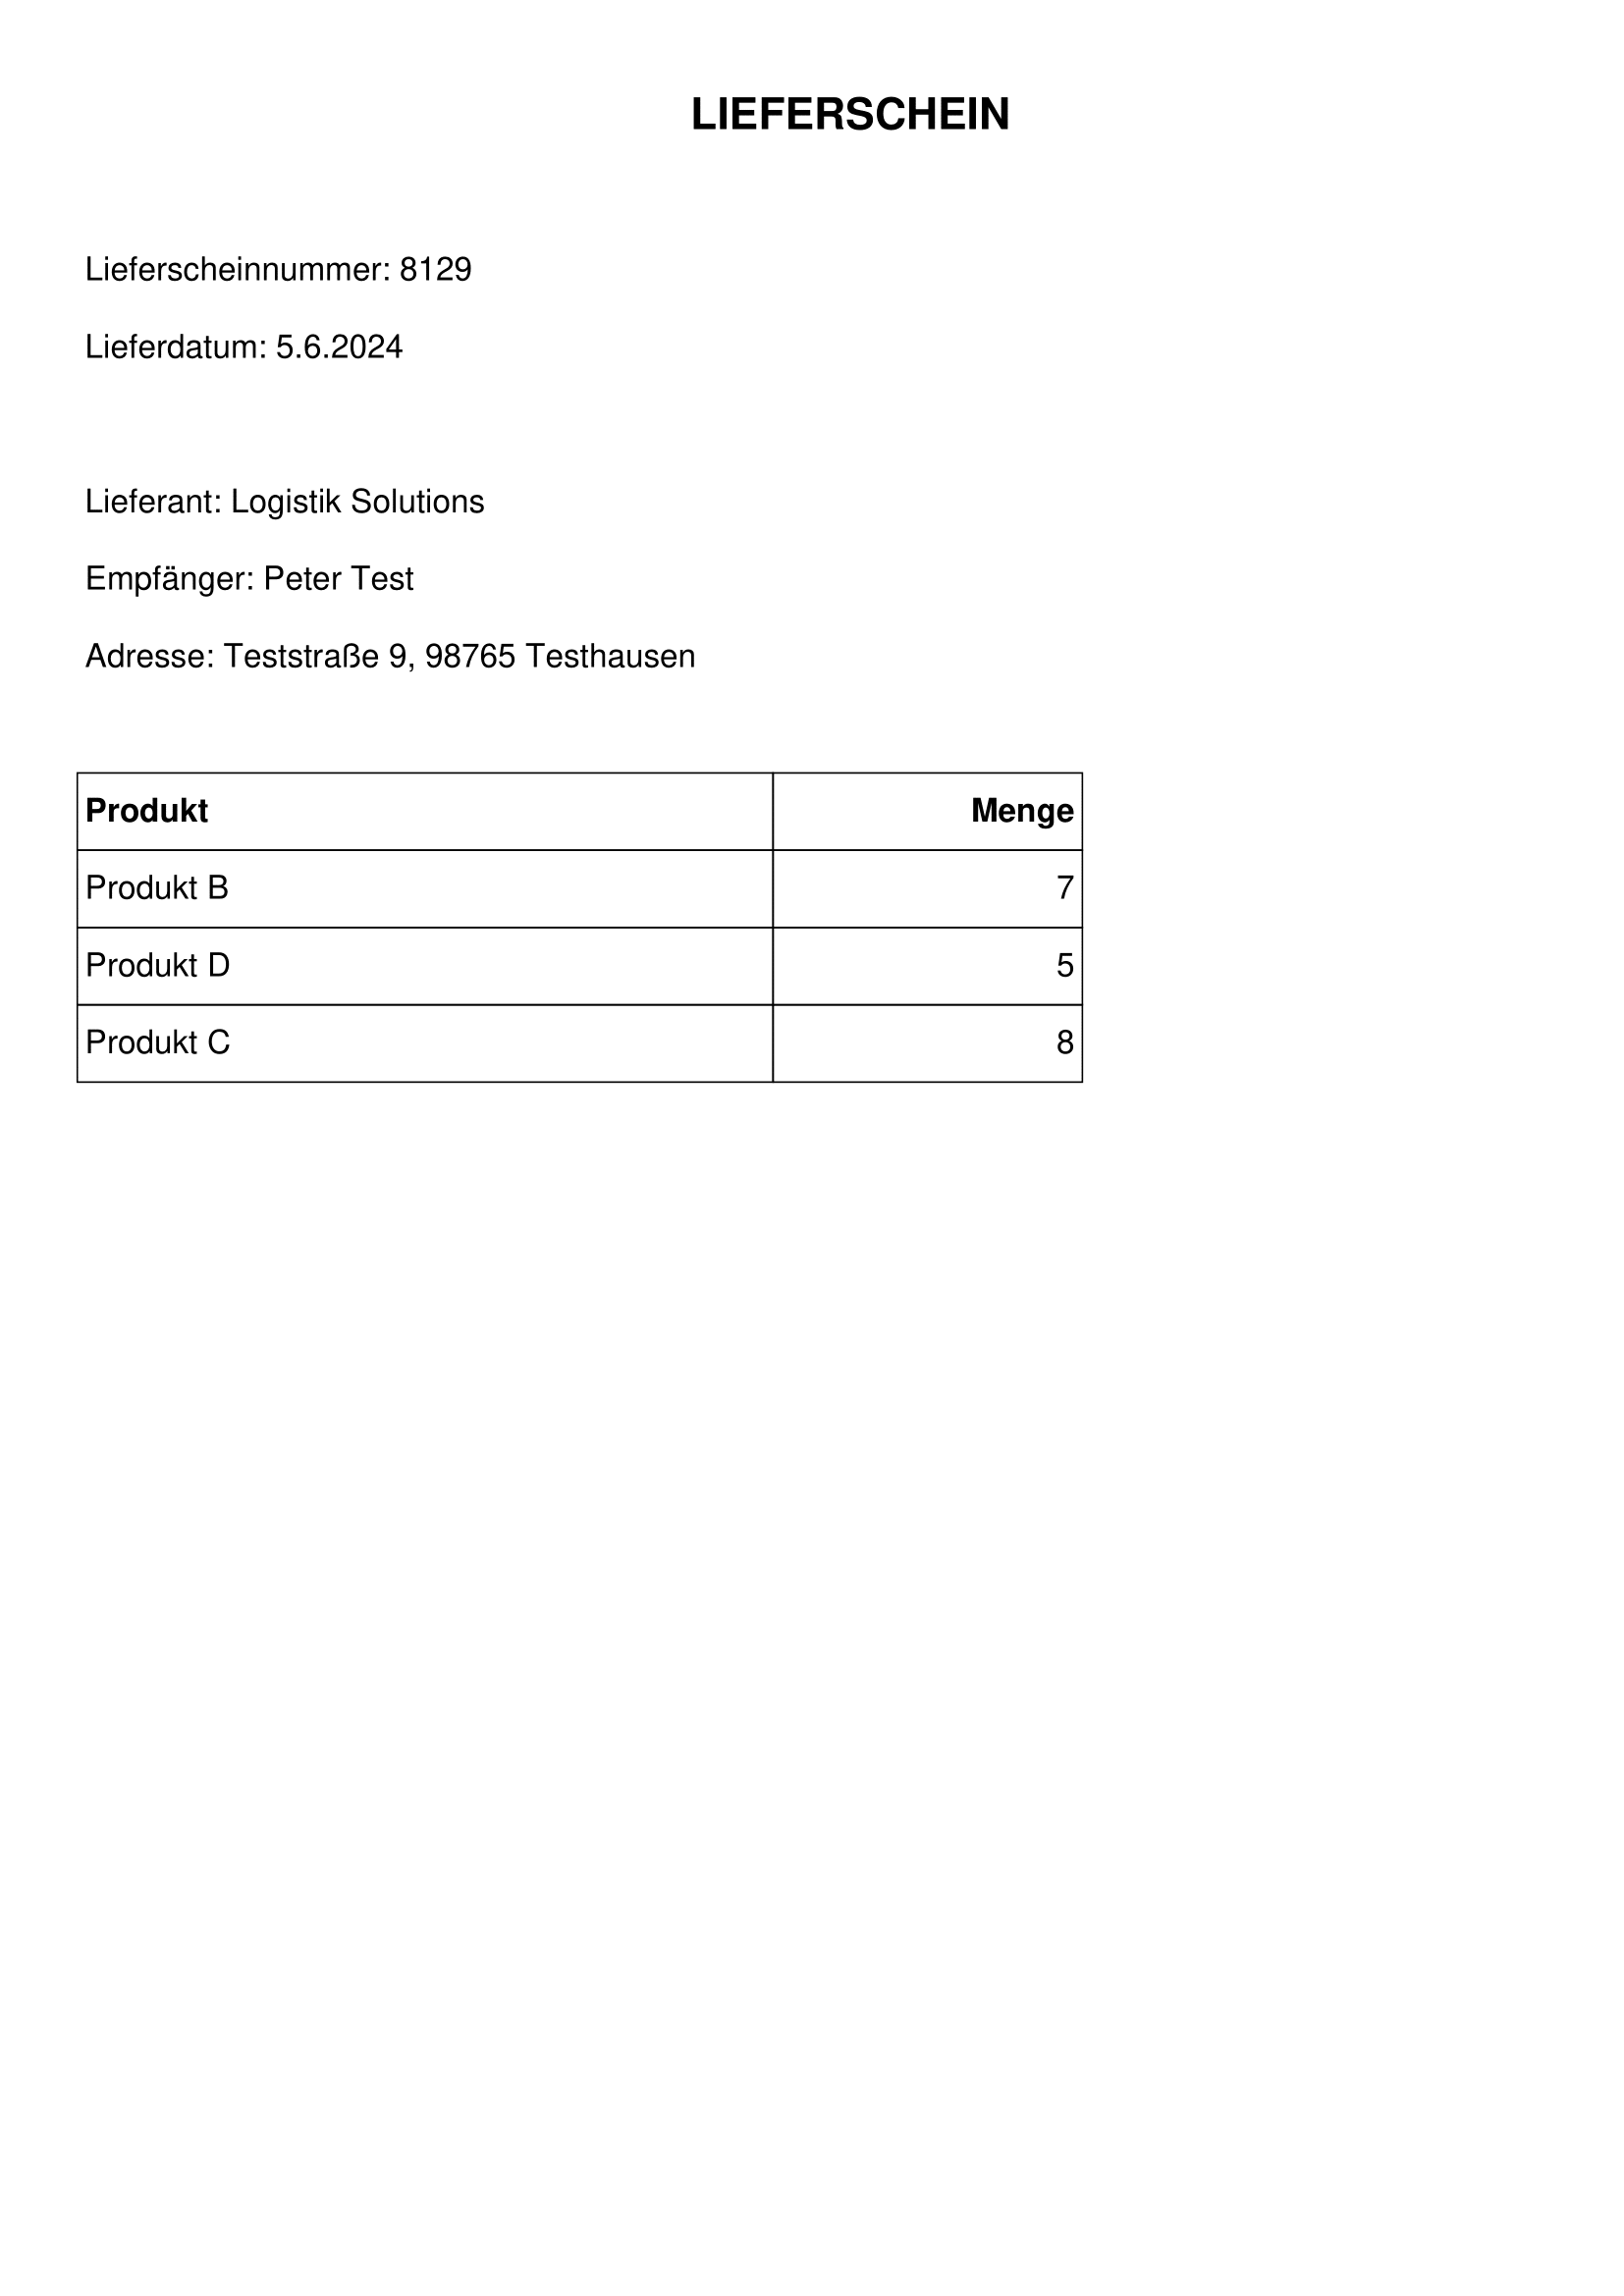 LIEFERSCHEIN
Lieferscheinnummer: 8129
Lieferdatum: 5.6.2024
Lieferant: Logistik Solutions
Empfänger: Peter Test
Adresse: Teststraße 9, 98765 Testhausen
Produkt Menge
Produkt B 7
Produkt D 5
Produkt C 8